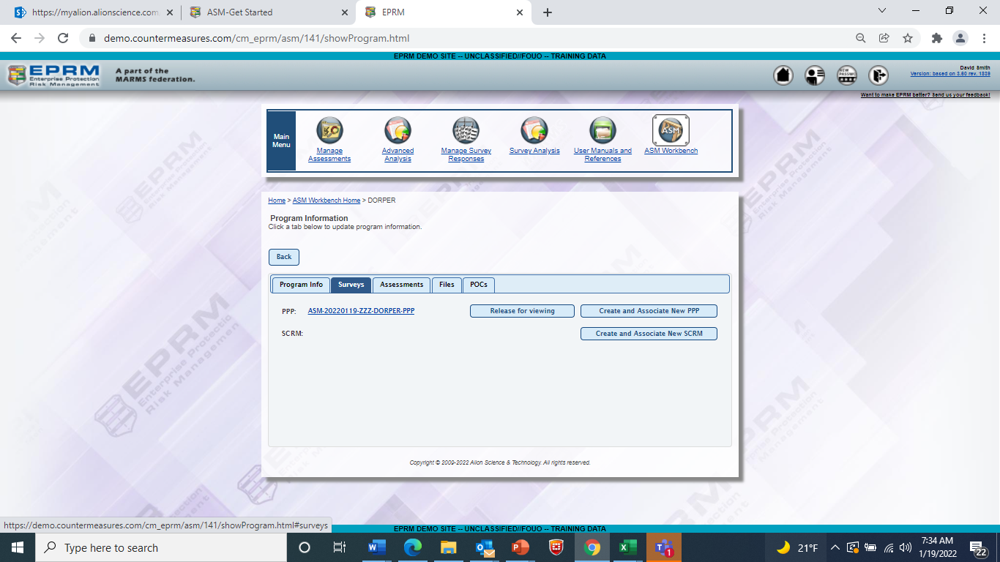 https://myalion.alionscience.com
ASM-Get Started
EPRM
demo.countermeasures.com/cm_eprm/asm/141/showProgram.html
EPRM DEMO SITE -- UNCLASSIFIED//FOUO -- TRAINING DATA
EPRM
Enterprise Protection
Risk Management
A part of the
MARMS federation.
NEW
PASSWD
David Smith
Version: based on 3.60 rev. 1339
Want to make EPRM better? Send us your feedback!
Main
Menu
Manage
Assessments
Advanced
Analysis
Manage Survey
Responses
Survey Analysis
User Manuals and
References
ASM
ASM Workbench
Home > ASM Workbench Home > DORPER
Program Information
Click a tab below to update program information.
Back
Program Info
Surveys
Assessments
Files
POCs
PPP:
ASM-20220119-ZZZ-DORPER-PPP
Release for viewing
Create and Associate New PPP
SCRM:
Create and Associate New SCRM
Copyright © 2009-2022 Alion Science & Technology. All rights reserved.
EPRM
Enterprise Protection
Risk Management
https://demo.countermeasures.com/cm_eprm/asm/141/showProgram.html#surveys
EPRM DEMO SITE -- UNCLASSIFIED//FOUO -- TRAINING DATA
Type here to search
1
21°F
7:34 AM
1/19/2022
22